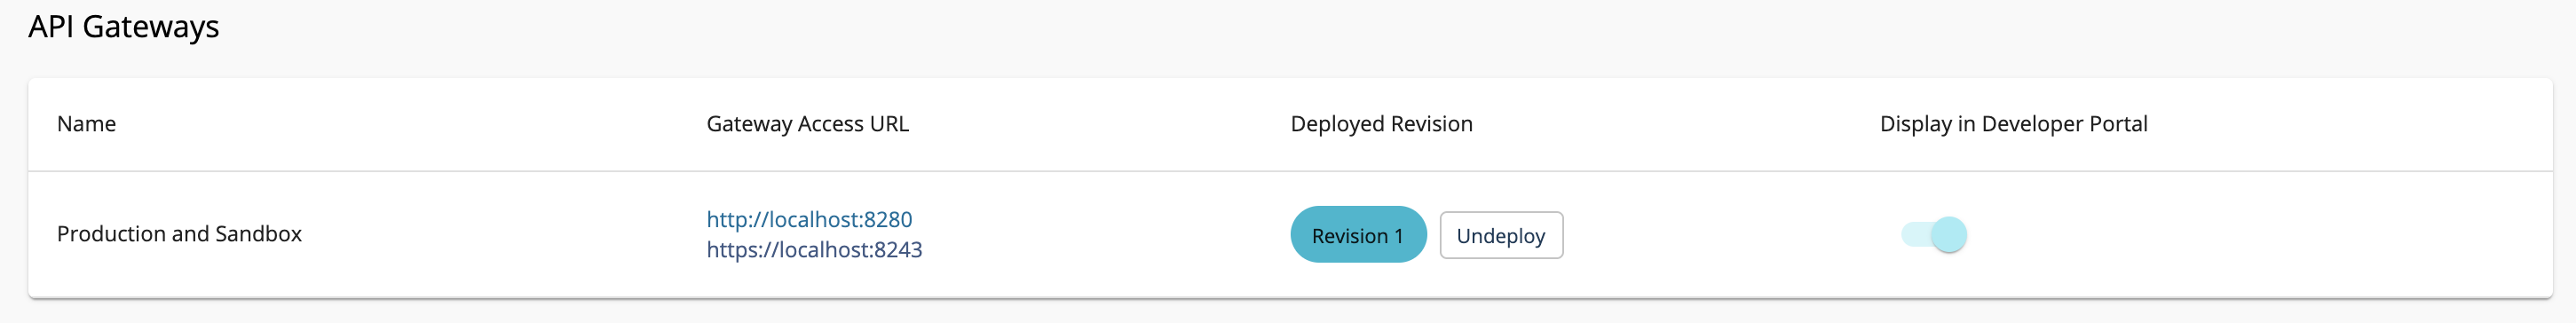 API Gateways
Name Gateway Access URL Deployed Revision Display in Developer Portal
Production and Sandbox http://localhost:8280 Revision 1 Undeploy
https://localhost:8243